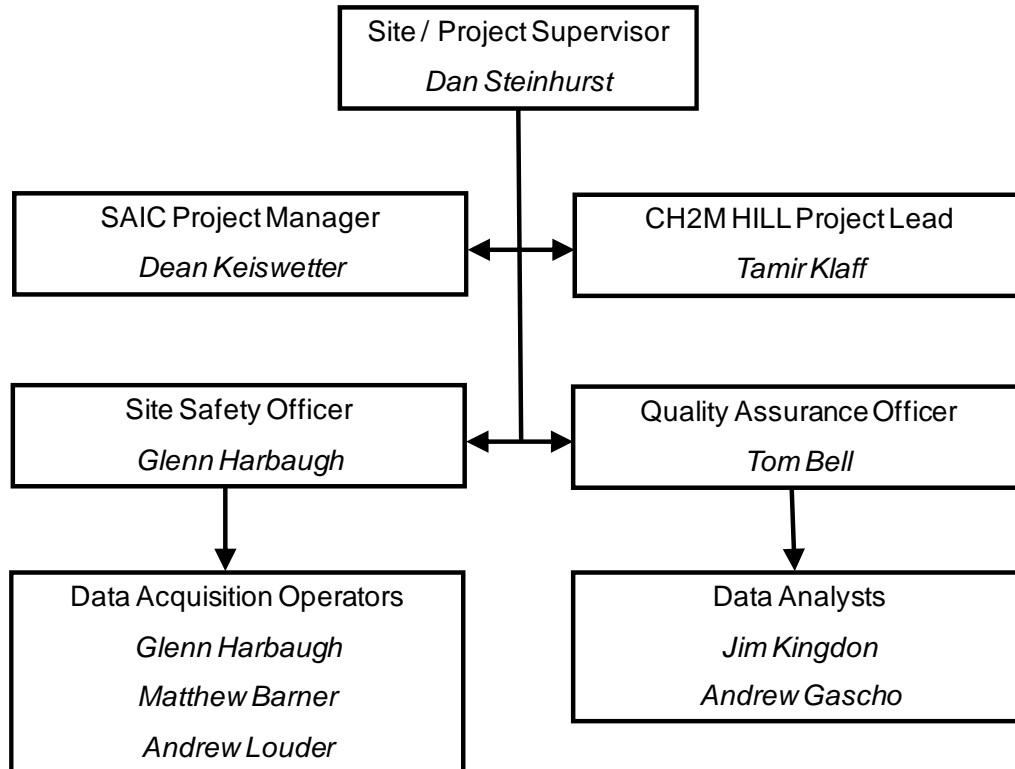 Site / Project Supervisor
Dan Steinhurst
SAIC Project Manager
Dean Keiswetter
CH2M HILL Project Lead
Tamir Klaff
Site Safety Officer
Glenn Harbaugh
Quality Assurance Officer
Tom Bell
Data Acquisition Operators
Glenn Harbaugh
Matthew Barner
Andrew Louder
Data Analysts
Jim Kingdon
Andrew Gascho